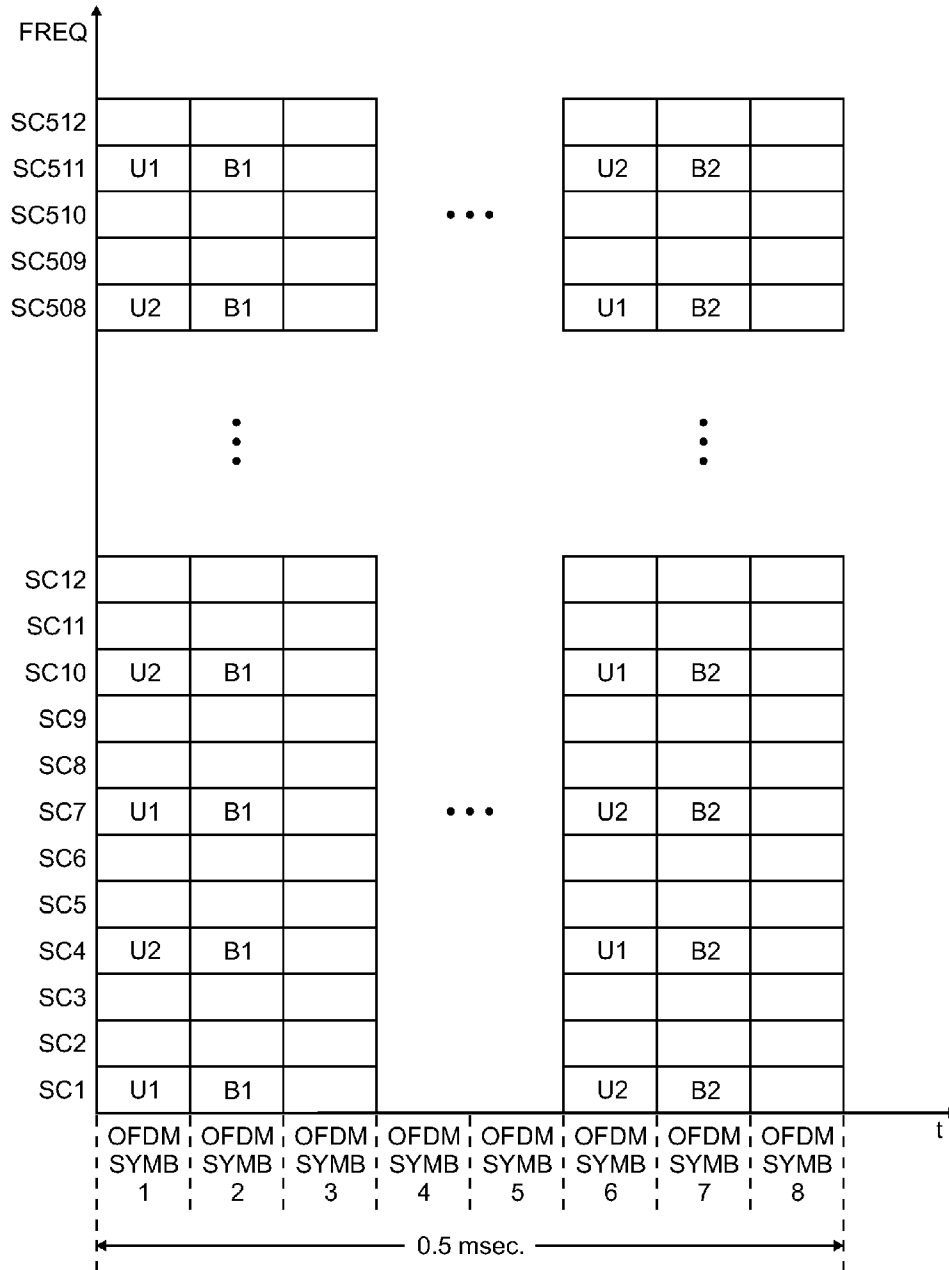 FREQ
SC512
SC511 U1 B1 U2 B2
SC510
SC509
SC508 U2 B1 U1 B2
SC12
SC11
SC10 U2 B1 U1 B2
SC9
SC8
SC7 U1 B1 U2 B2
SC6
SC5
SC4 U2 B1 U1 B2
SC3
SC2
SC1 U1 B1 U2 B2
t
OFDM OFDM OFDM OFDM OFDM OFDM OFDM OFDM
SYMB SYMB SYMB SYMB SYMB SYMB SYMB SYMB
1 2 3 4 5 6 7 8
0.5 msec.